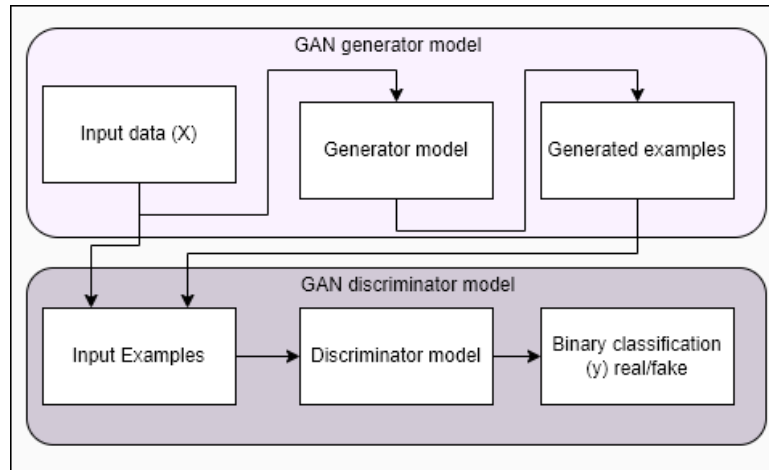 GAN generator model
Input data (X)
Generator model
Generated examples
GAN discriminator model
Input Examples
Discriminator model
Binary classification
(y) real/fake